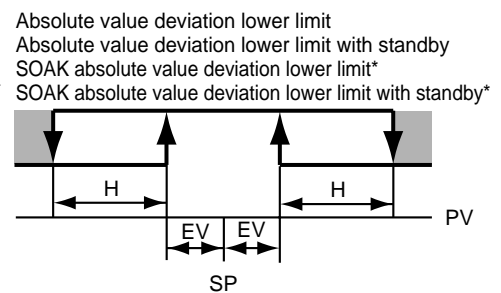 Absolute value deviation lower limit
Absolute value deviation lower limit with standby
SOAK absolute value deviation lower limit*
SOAK absolute value deviation lower limit with standby*
H H
PV
EV EV
SP